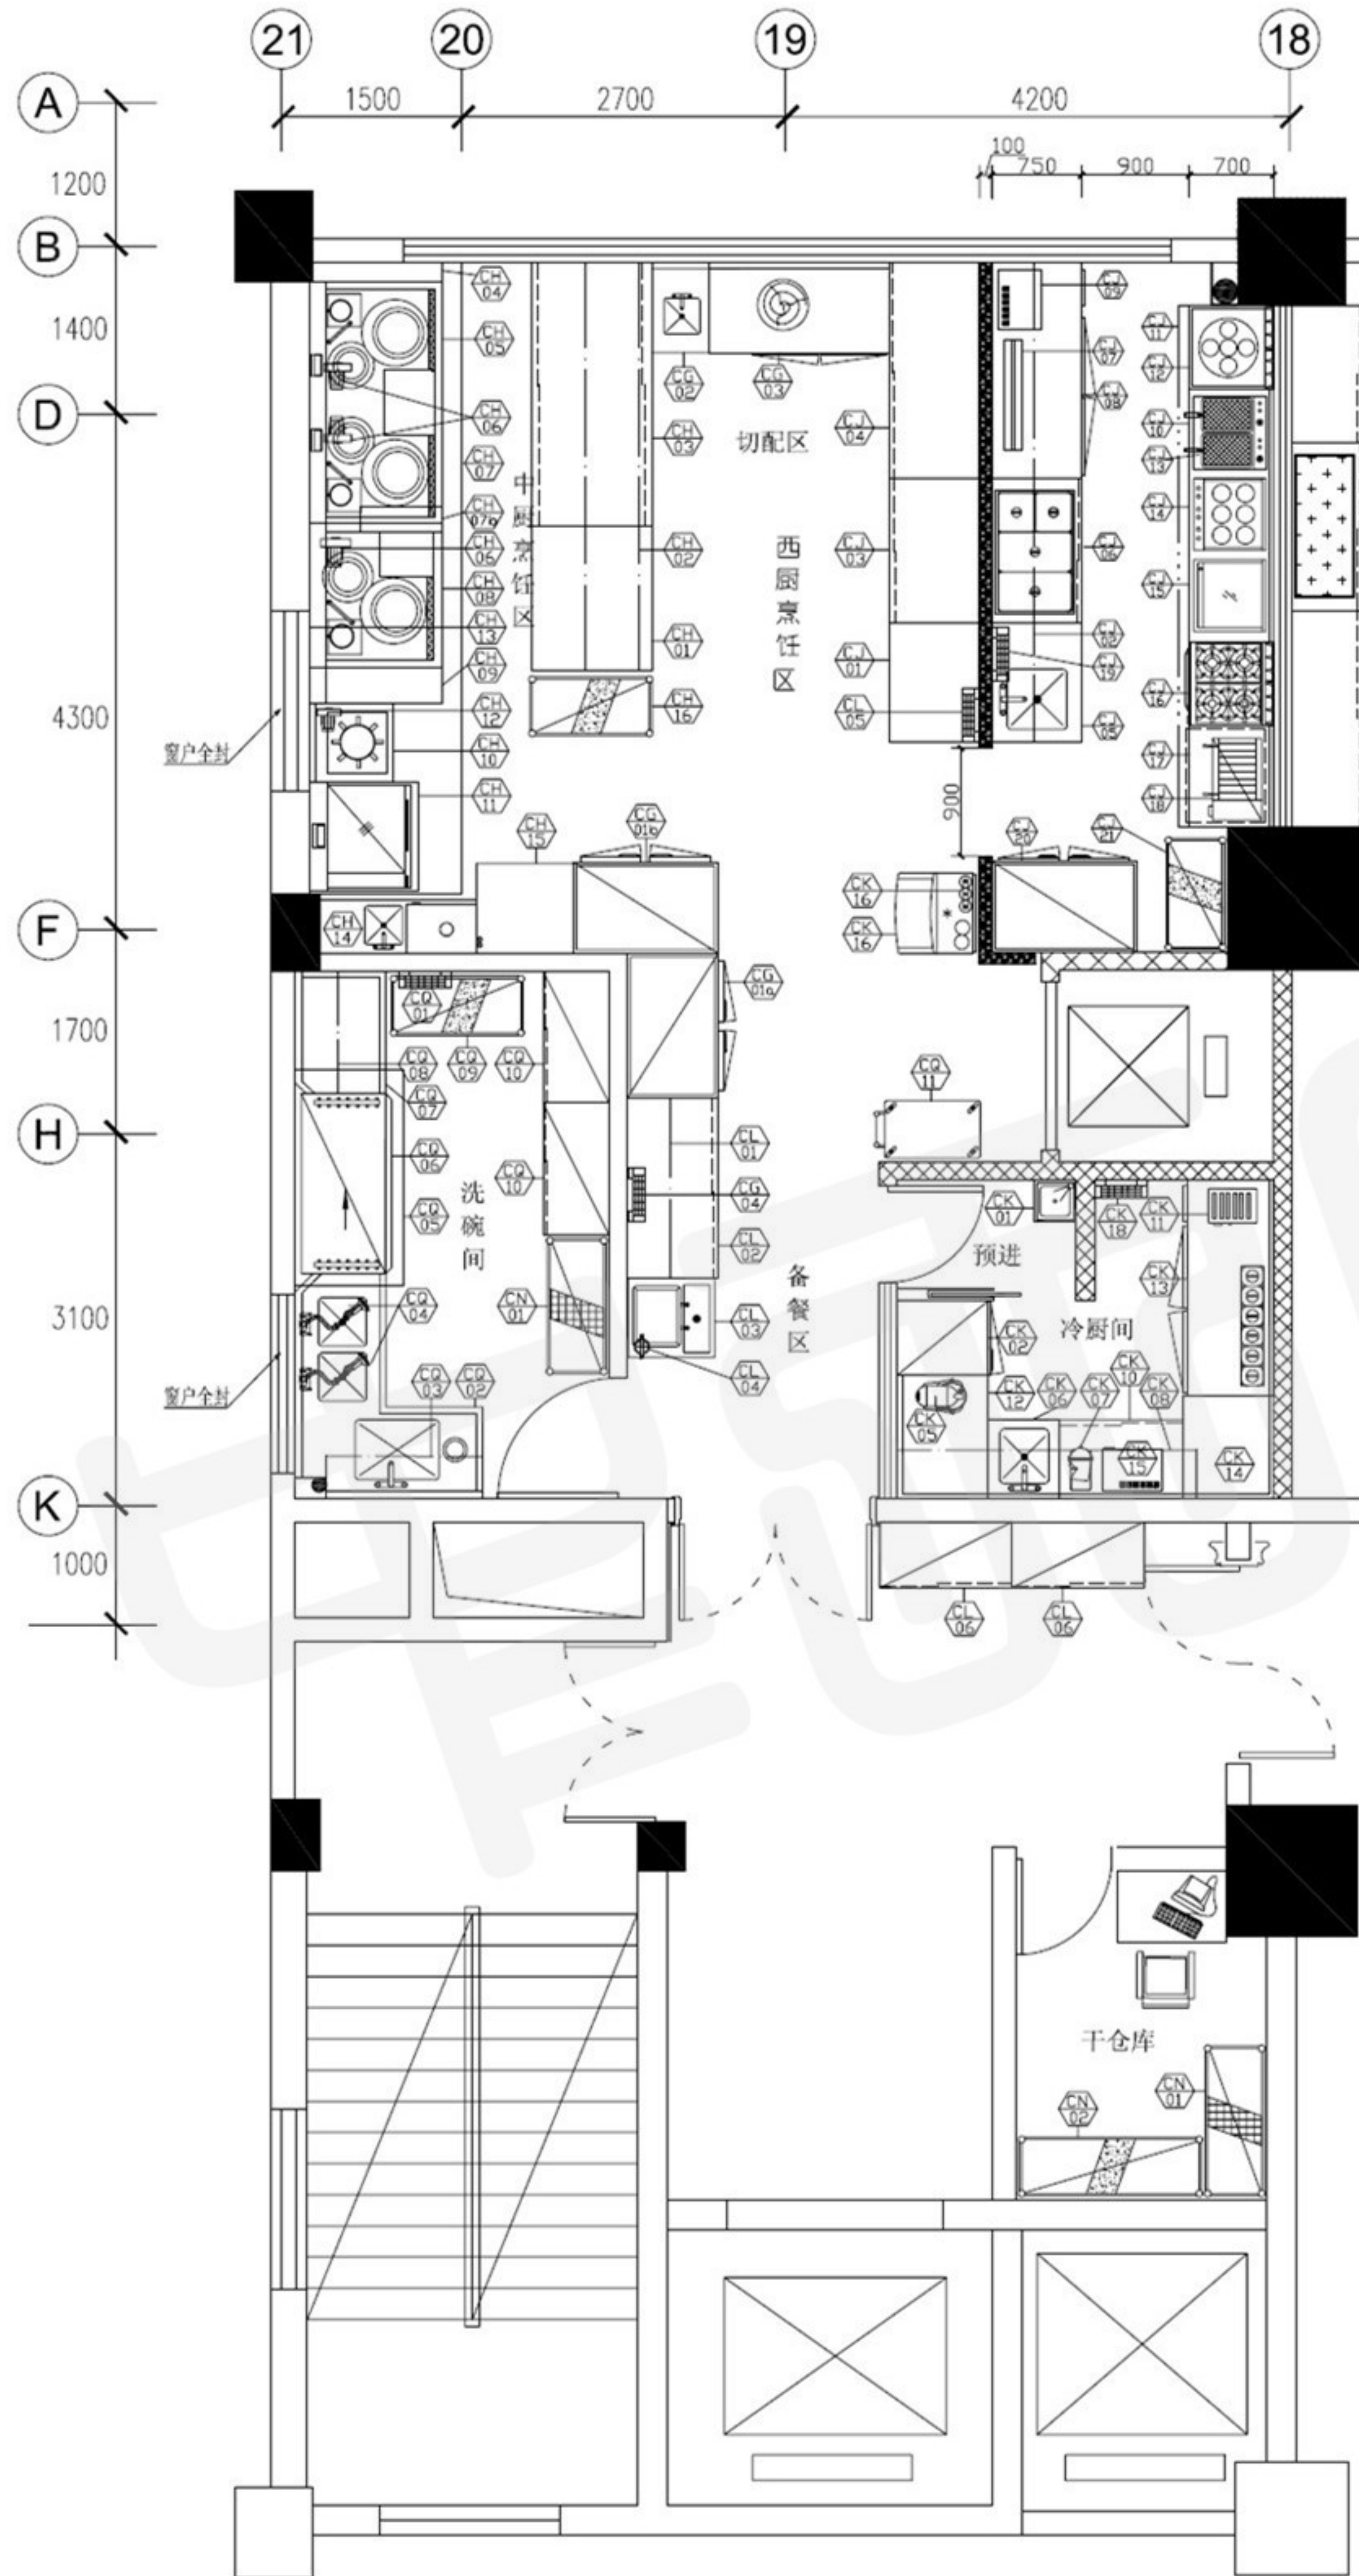 21 20 19 18
A
1500 2700 4200
100 750 900 700
1200
B
1400
D
4300
F
1700
H
3100
K
1000
CH 04
CH 05
CH 06
CH 07
CH 07a
CH 06
CH 08
CH 13
CH 09
CH 12
CH 10
CH 11
CH 15
CH 14
中厨烹饪区
CG 02
CG 03
CH 03
切配区
CH 02
CH 01
CH 16
CG 01b
西厨烹饪区
CJ 04
CJ 03
CJ 01
CL 05
CJ 09
CJ 07
CJ 08
CJ 06
CJ 02
CJ 19
CJ 05
CJ 11
CJ 12
CJ 10
CJ 13
CJ 14
CJ 15
CJ 16
CJ 17
CJ 18
900
CJ 20
CJ 21
CK 16
CK 16
窗户全封
CG 01a
CQ 01
CQ 08
CQ 09
CQ 10
CQ 07
CQ 06
CQ 10
CQ 05
洗碗间
CQ 04
CN 01
CQ 03
CQ 02
窗户全封
CL 01
CG 04
CL 02
CL 03
CL 04
备餐区
CQ 11
CK 01
CK 18
CK 11
预进
CK 13
冷厨间
CK 02
CK 10
CK 12
CK 06
CK 07
CK 08
CK 05
CK 15
CK 14
CL 06
CL 06
干仓库
CN 01
CN 02